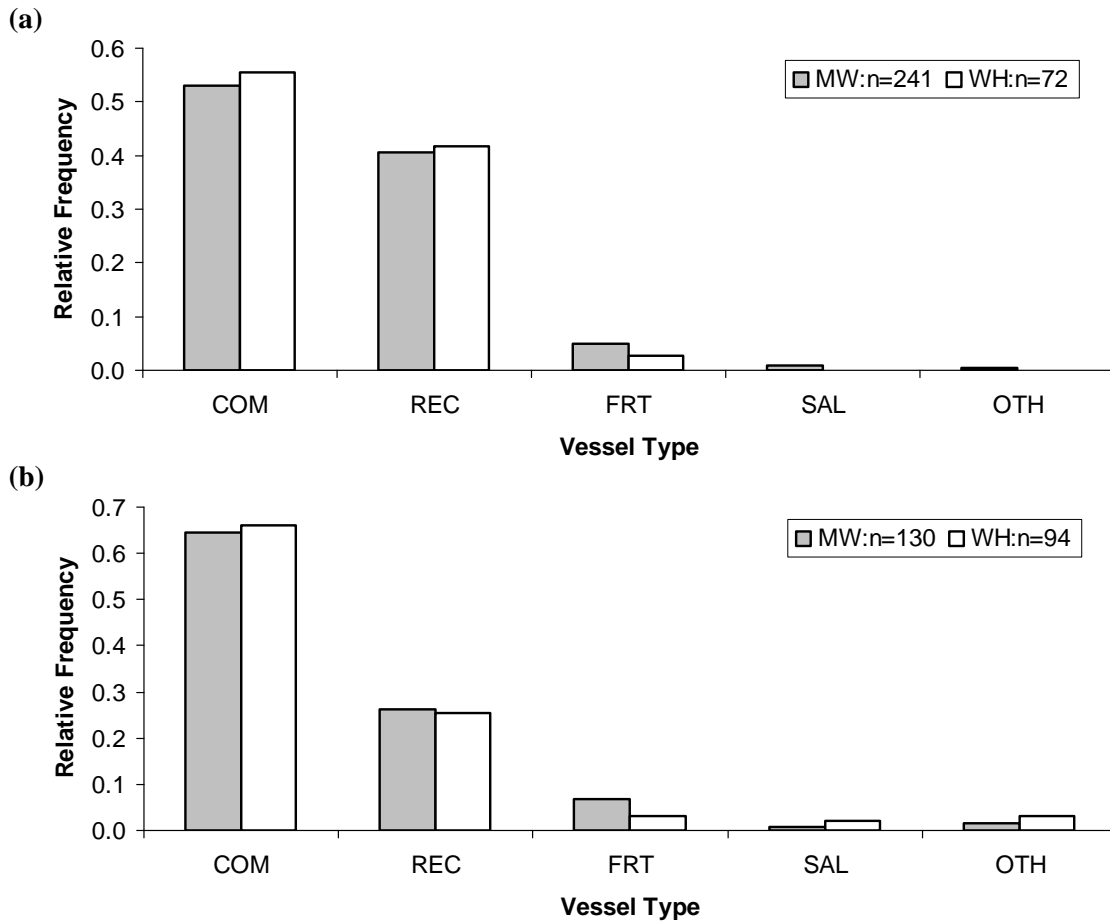 (a)
0.6
0.5
0.4
0.3
0.2
0.1
0.0
Relative Frequency
MW:n=241 WH:n=72
COM REC FRT SAL OTH
Vessel Type
(b)
0.7
0.6
0.5
0.4
0.3
0.2
0.1
0.0
Relative Frequency
MW:n=130 WH:n=94
COM REC FRT SAL OTH
Vessel Type